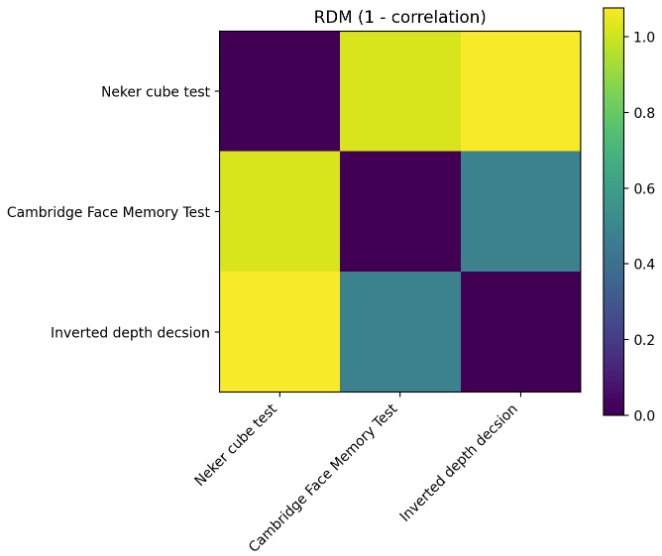 RDM (1 - correlation)
Neker cube test
Cambridge Face Memory Test
Inverted depth decsion
Neker cube test
Cambridge Face Memory Test
Inverted depth decsion
1.0
0.8
0.6
0.4
0.2
0.0